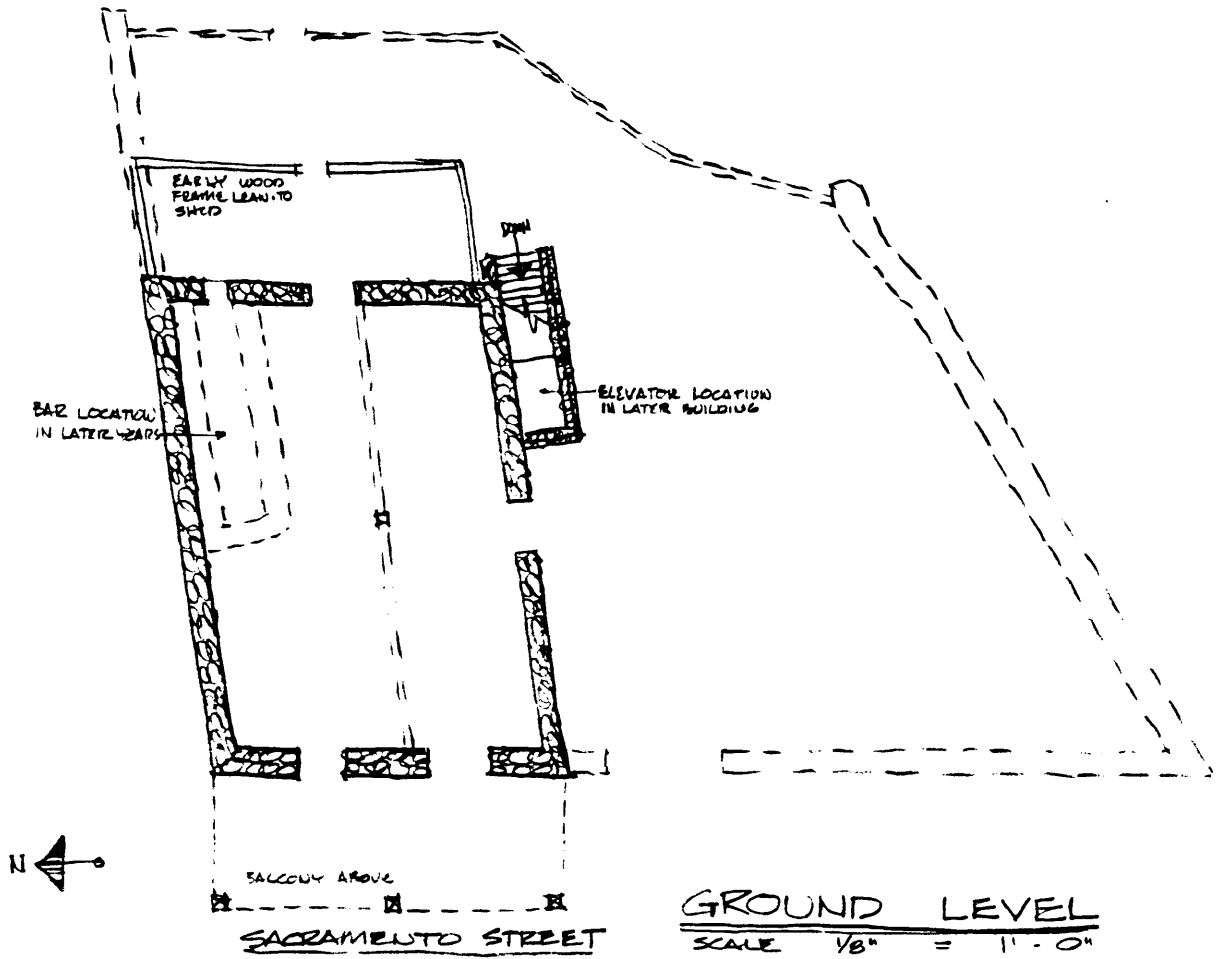 EARLY WOOD
FRAME LEAN-TO
SHED
DOWN
BAR LOCATION
IN LATER YEARS
ELEVATOR LOCATION
IN LATER BUILDING
N
BALCONY ABOVE
SACRAMENTO STREET
GROUND LEVEL
SCALE 1/8" = 1'-0"